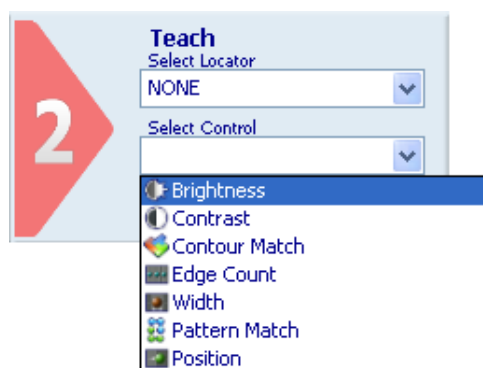 2
Teach
Select Locator
NONE
Select Control
Brightness
Contrast
Contour Match
Edge Count
Width
Pattern Match
Position